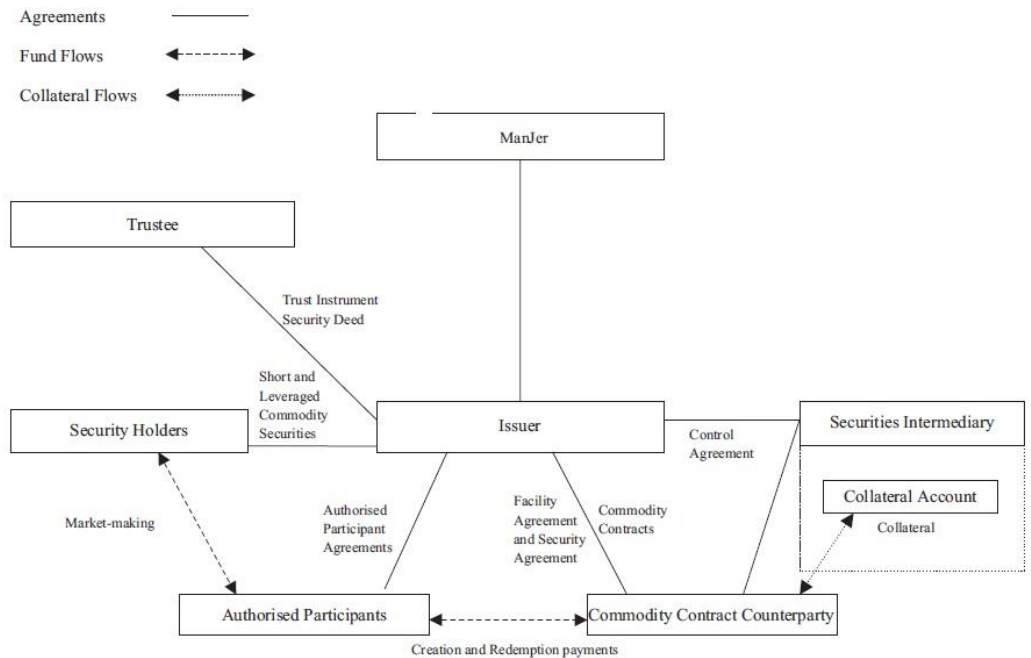 Agreements
Fund Flows
Collateral Flows
ManJer
Trustee
Trust Instrument
Security Deed
Short and
Leveraged
Commodity
Securities
Security Holders
Issuer
Securities Intermediary
Control
Agreement
Collateral Account
Collateral
Market-making
Authorised
Participant
Agreements
Facility
Agreement
and Security
Agreement
Commodity
Contracts
Authorised Participants
Commodity Contract Counterparty
Creation and Redemption payments